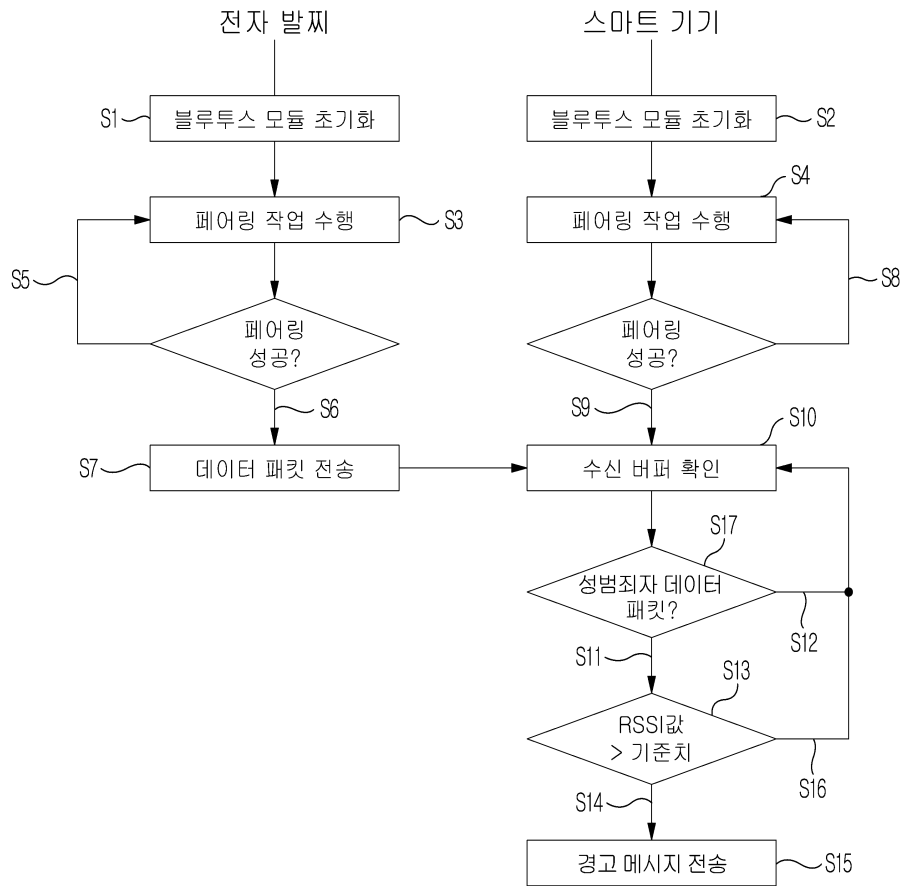 전자 발찌
스마트 기기
S1
블루투스 모듈 초기화
블루투스 모듈 초기화
S2
S4
페어링 작업 수행
S3
페어링 작업 수행
S5
S8
페어링
성공?
페어링
성공?
S6
S9
S10
S7
데이터 패킷 전송
수신 버퍼 확인
S17
성범죄자 데이터
패킷?
S12
S11
S13
RSSI값
> 기준치
S16
S14
경고 메시지 전송
S15